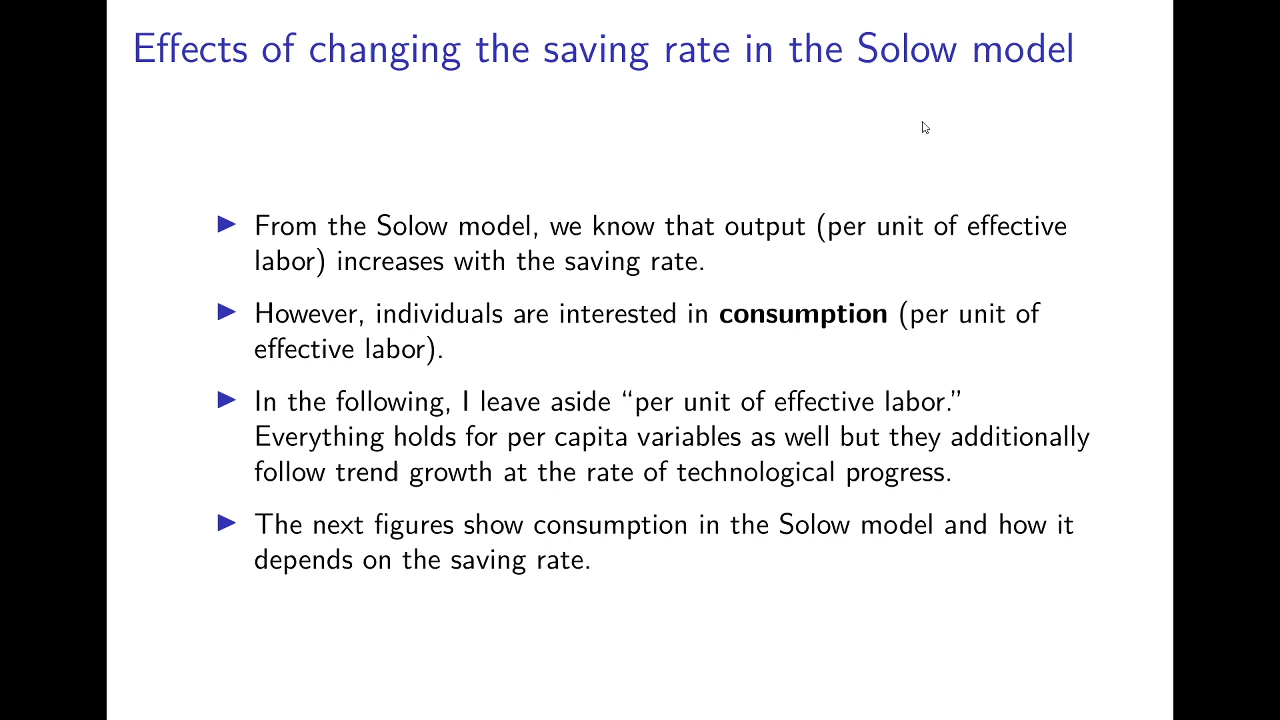 Effects of changing the saving rate in the Solow model
From the Solow model, we know that output (per unit of effective
labor) increases with the saving rate.
However, individuals are interested in consumption (per unit of
effective labor).
In the following, I leave aside “per unit of effective labor.”
Everything holds for per capita variables as well but they additionally
follow trend growth at the rate of technological progress.
The next figures show consumption in the Solow model and how it
depends on the saving rate.